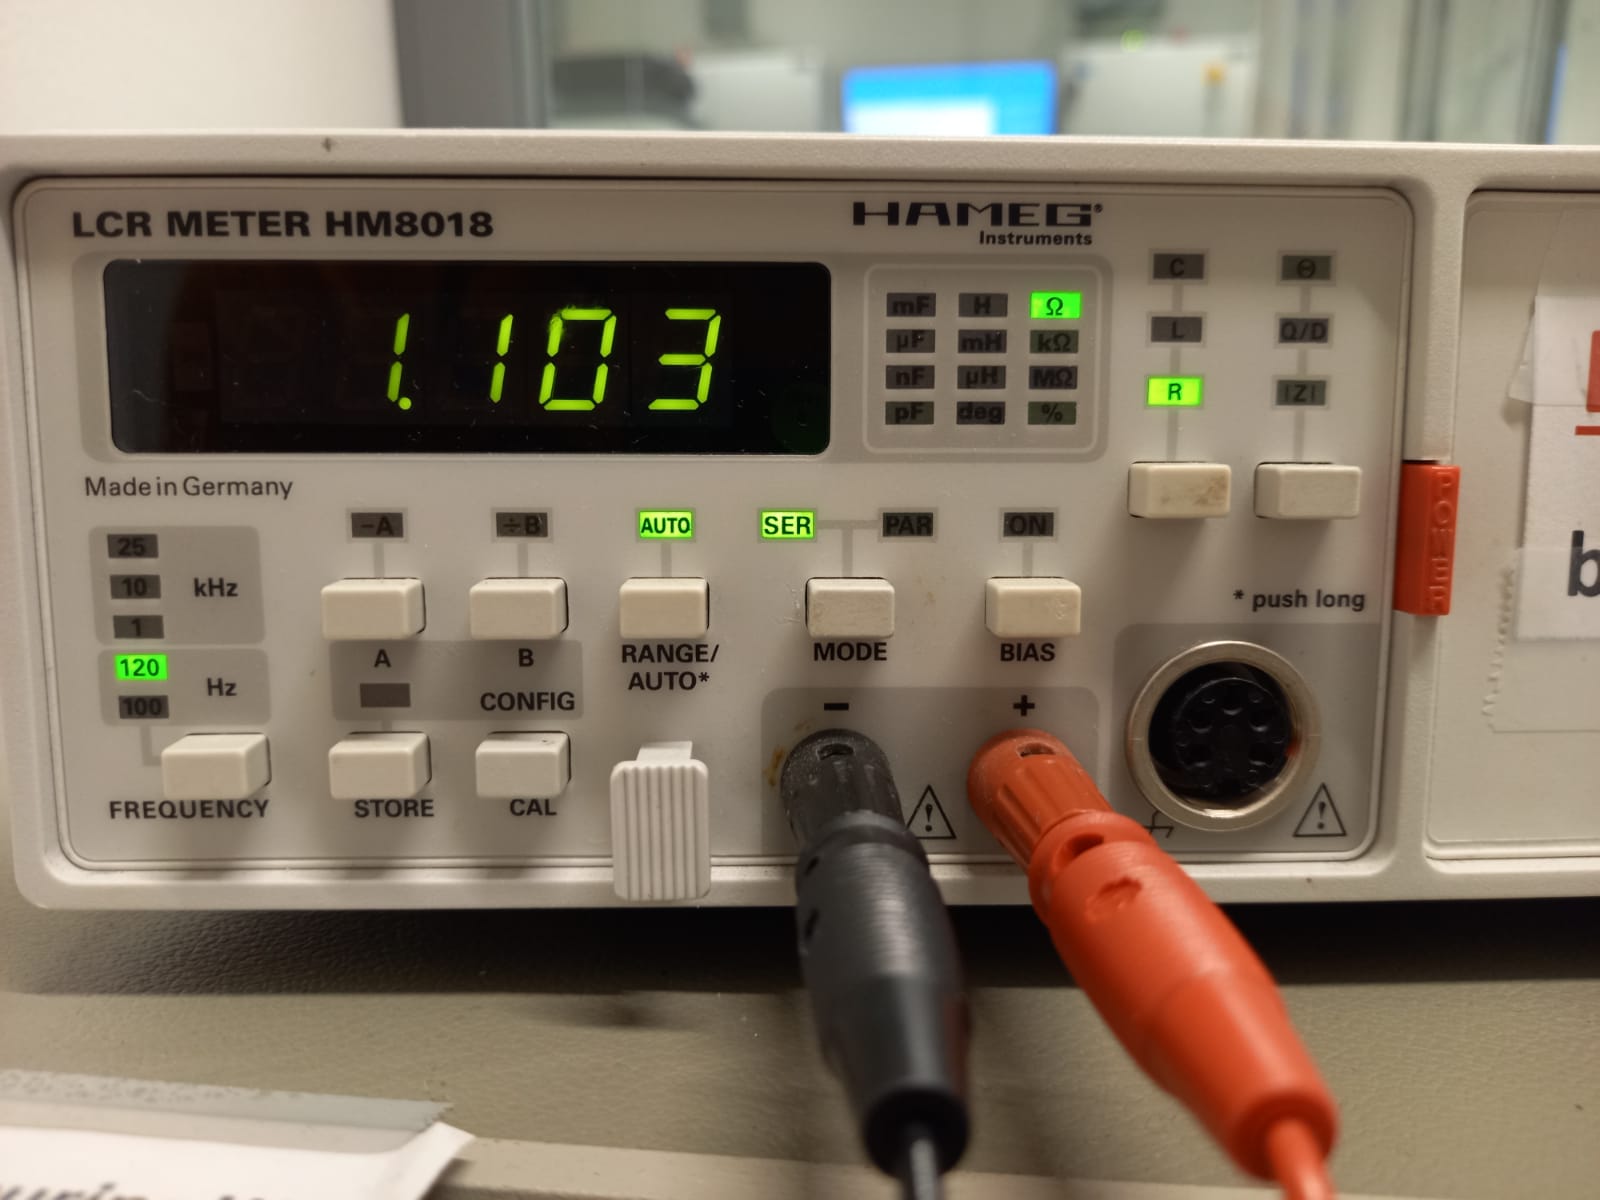 LCR METER HM8018
HAMEG®
Instruments
1.103
mF H Ω
µF mH kΩ
nF µH MΩ
pF deg %
C Θ
L Q/D
R |Z|
Made in Germany
-A ÷B AUTO SER PAR ON
25
10 kHz
1
120 Hz
100
A B RANGE/ AUTO* MODE BIAS
* push long
POWER
CONFIG
- +
FREQUENCY STORE CAL
b